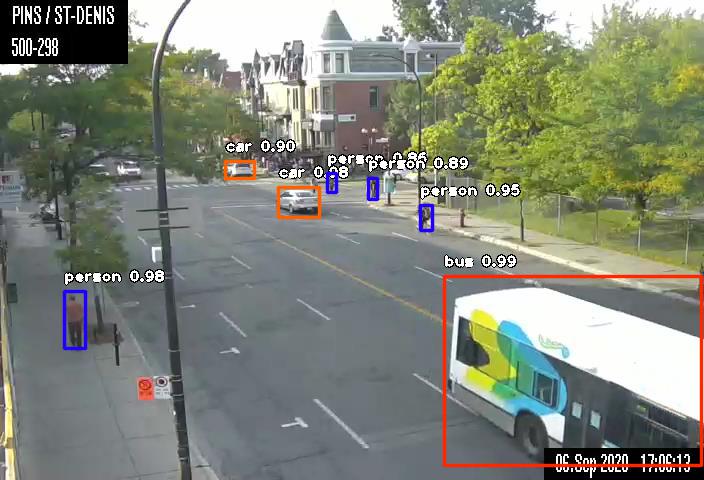 PINS / ST-DENIS
500-298
car 0.90
person 0.86
person 0.89
car 0.98
person 0.95
bus 0.99
person 0.98
06 Sep 2020 17:06:13